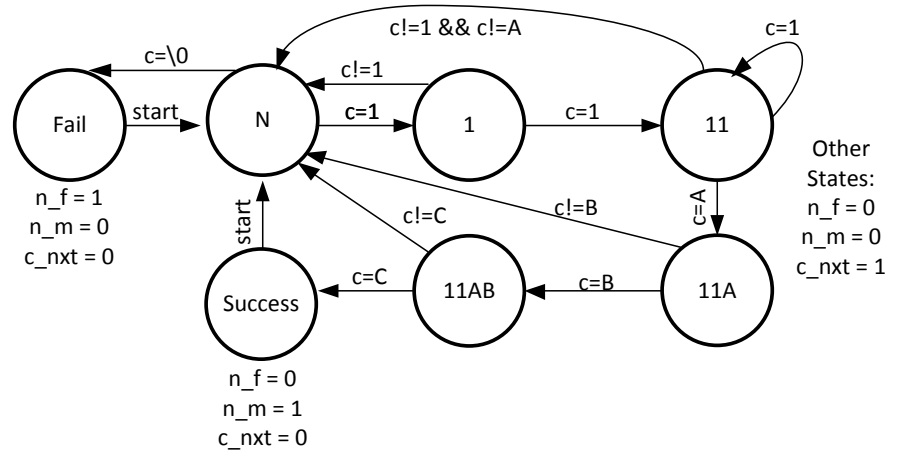 c!=1 && c!=A
c=1
c=\0
c!=1
Fail
start
N
c=1
1
c=1
11
Other
States:
n_f = 0
n_m = 0
c_nxt = 1
n_f = 1
n_m = 0
c_nxt = 0
start
c!=C
c!=B
c=A
Success
c=C
11AB
c=B
11A
n_f = 0
n_m = 1
c_nxt = 0